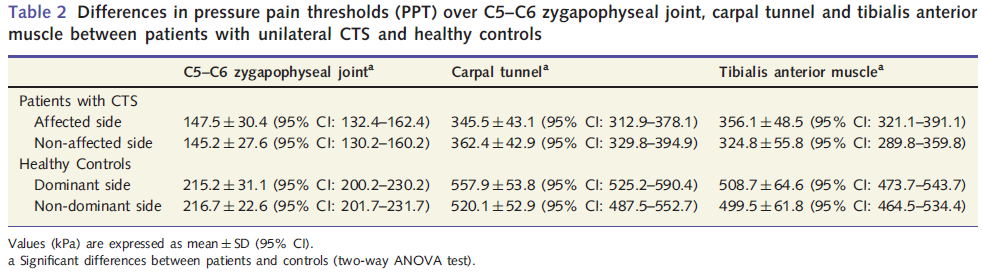 Table 2 Differences in pressure pain thresholds (PPT) over C5–C6 zygapophyseal joint, carpal tunnel and tibialis anterior
muscle between patients with unilateral CTS and healthy controls
C5–C6 zygapophyseal jointᵃ Carpal tunnelᵃ Tibialis anterior muscleᵃ
Patients with CTS
Affected side 147.5±30.4 (95% CI: 132.4–162.4) 345.5±43.1 (95% CI: 312.9–378.1) 356.1±48.5 (95% CI: 321.1–391.1)
Non-affected side 145.2±27.6 (95% CI: 130.2–160.2) 362.4±42.9 (95% CI: 329.8–394.9) 324.8±55.8 (95% CI: 289.8–359.8)
Healthy Controls
Dominant side 215.2±31.1 (95% CI: 200.2–230.2) 557.9±53.8 (95% CI: 525.2–590.4) 508.7±64.6 (95% CI: 473.7–543.7)
Non-dominant side 216.7±22.6 (95% CI: 201.7–231.7) 520.1±52.9 (95% CI: 487.5–552.7) 499.5±61.8 (95% CI: 464.5–534.4)
Values (kPa) are expressed as mean±SD (95% CI).
a Significant differences between patients and controls (two-way ANOVA test).